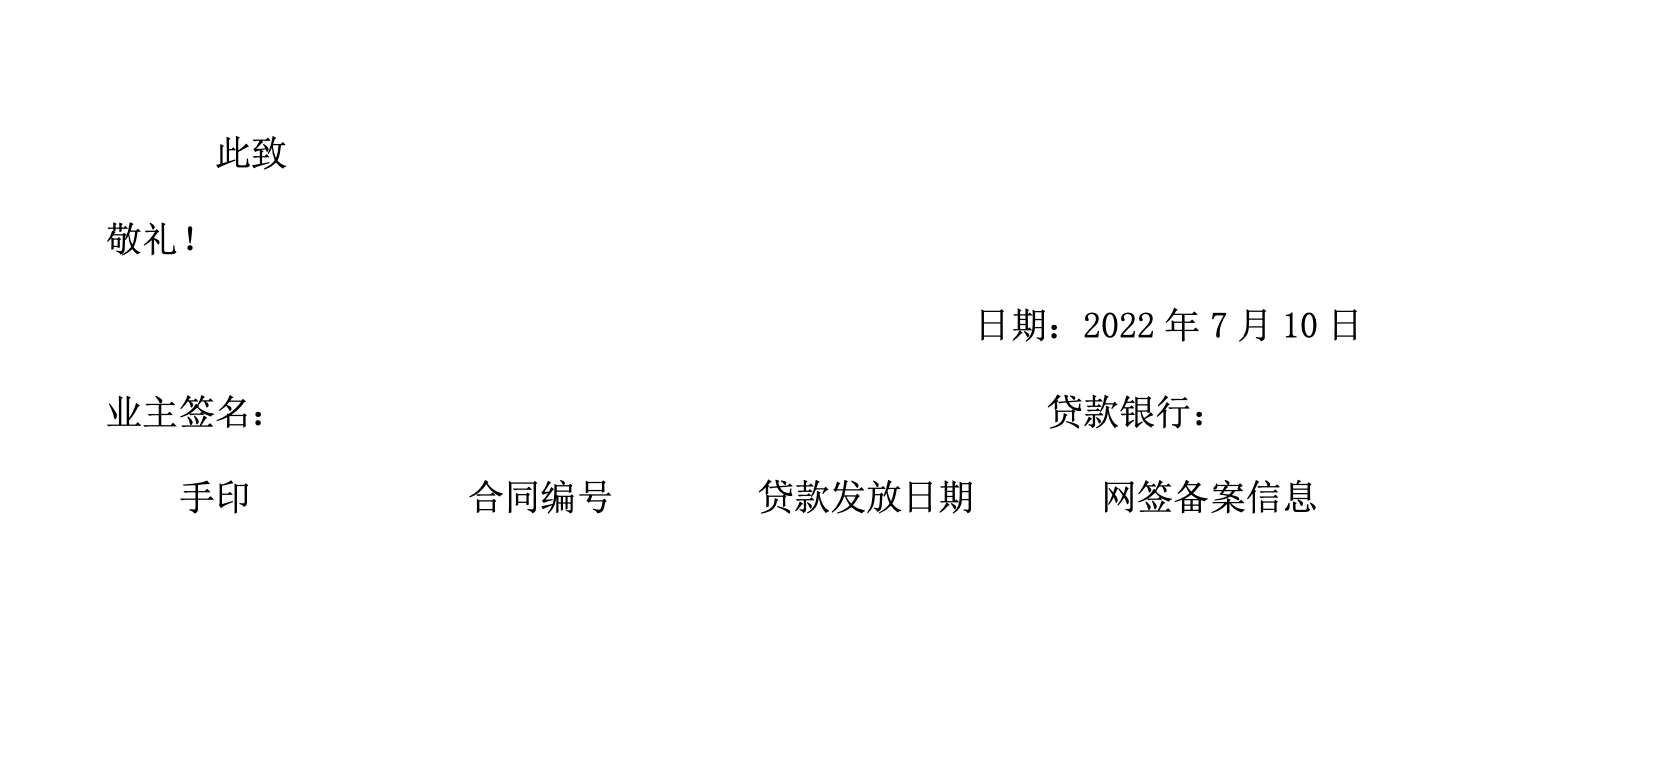 此致
敬礼！
日期：2022 年 7 月 10 日
业主签名： 贷款银行：
手印 合同编号 贷款发放日期 网签备案信息